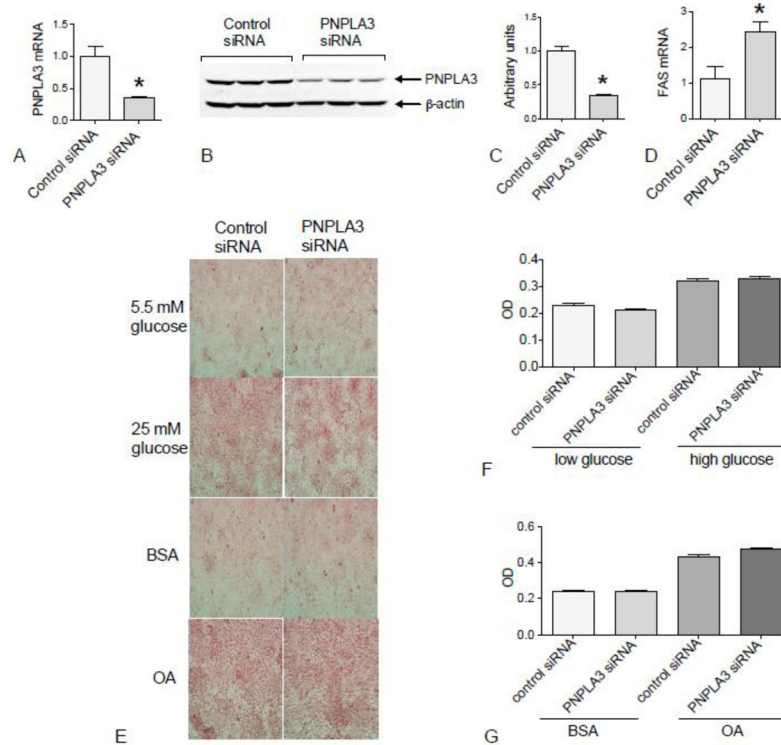 PNPLA3 mRNA
1.5
1.0
0.5
0.0
*
Control siRNA
PNPLA3 siRNA
A
Control
siRNA
PNPLA3
siRNA
PNPLA3
β-actin
B
Arbitrary units
1.5
1.0
0.5
0.0
*
Control siRNA
PNPLA3 siRNA
C
FAS mRNA
3
2
1
0
*
Control siRNA
PNPLA3 siRNA
D
Control
siRNA
PNPLA3
siRNA
5.5 mM
glucose
25 mM
glucose
BSA
OA
E
OD
0.4
0.3
0.2
0.1
0.0
control siRNA
PNPLA3 siRNA
control siRNA
PNPLA3 siRNA
low glucose
high glucose
F
OD
0.6
0.4
0.2
0.0
control siRNA
PNPLA3 siRNA
control siRNA
PNPLA3 siRNA
BSA
OA
G